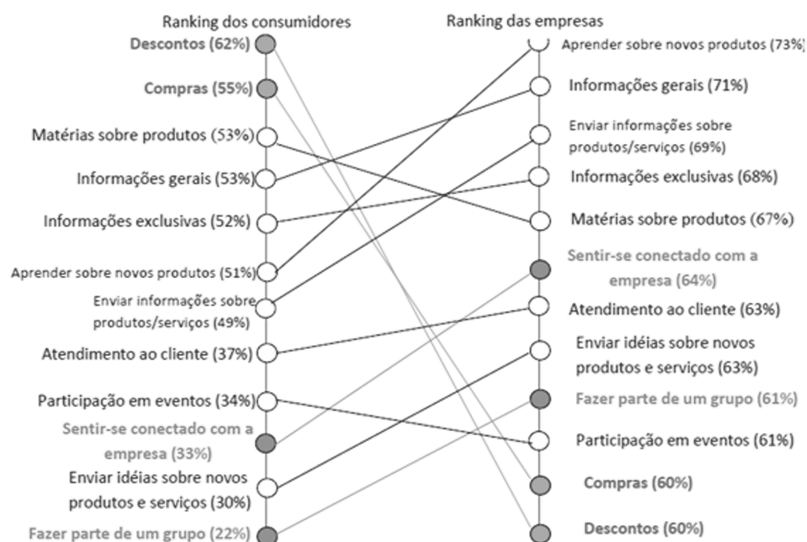 Ranking dos consumidores
Descontos (62%)
Compras (55%)
Matérias sobre produtos (53%)
Informações gerais (53%)
Informações exclusivas (52%)
Aprender sobre novos produtos (51%)
Enviar informações sobre
produtos/serviços (49%)
Atendimento ao cliente (37%)
Participação em eventos (34%)
Sentir-se conectado com a
empresa (33%)
Enviar idéias sobre novos
produtos e serviços (30%)
Fazer parte de um grupo (22%)
Ranking das empresas
Aprender sobre novos produtos (73%)
Informações gerais (71%)
Enviar informações sobre
produtos/serviços (69%)
Informações exclusivas (68%)
Matérias sobre produtos (67%)
Sentir-se conectado com a
empresa (64%)
Atendimento ao cliente (63%)
Enviar idéias sobre novos
produtos e serviços (63%)
Fazer parte de um grupo (61%)
Participação em eventos (61%)
Compras (60%)
Descontos (60%)